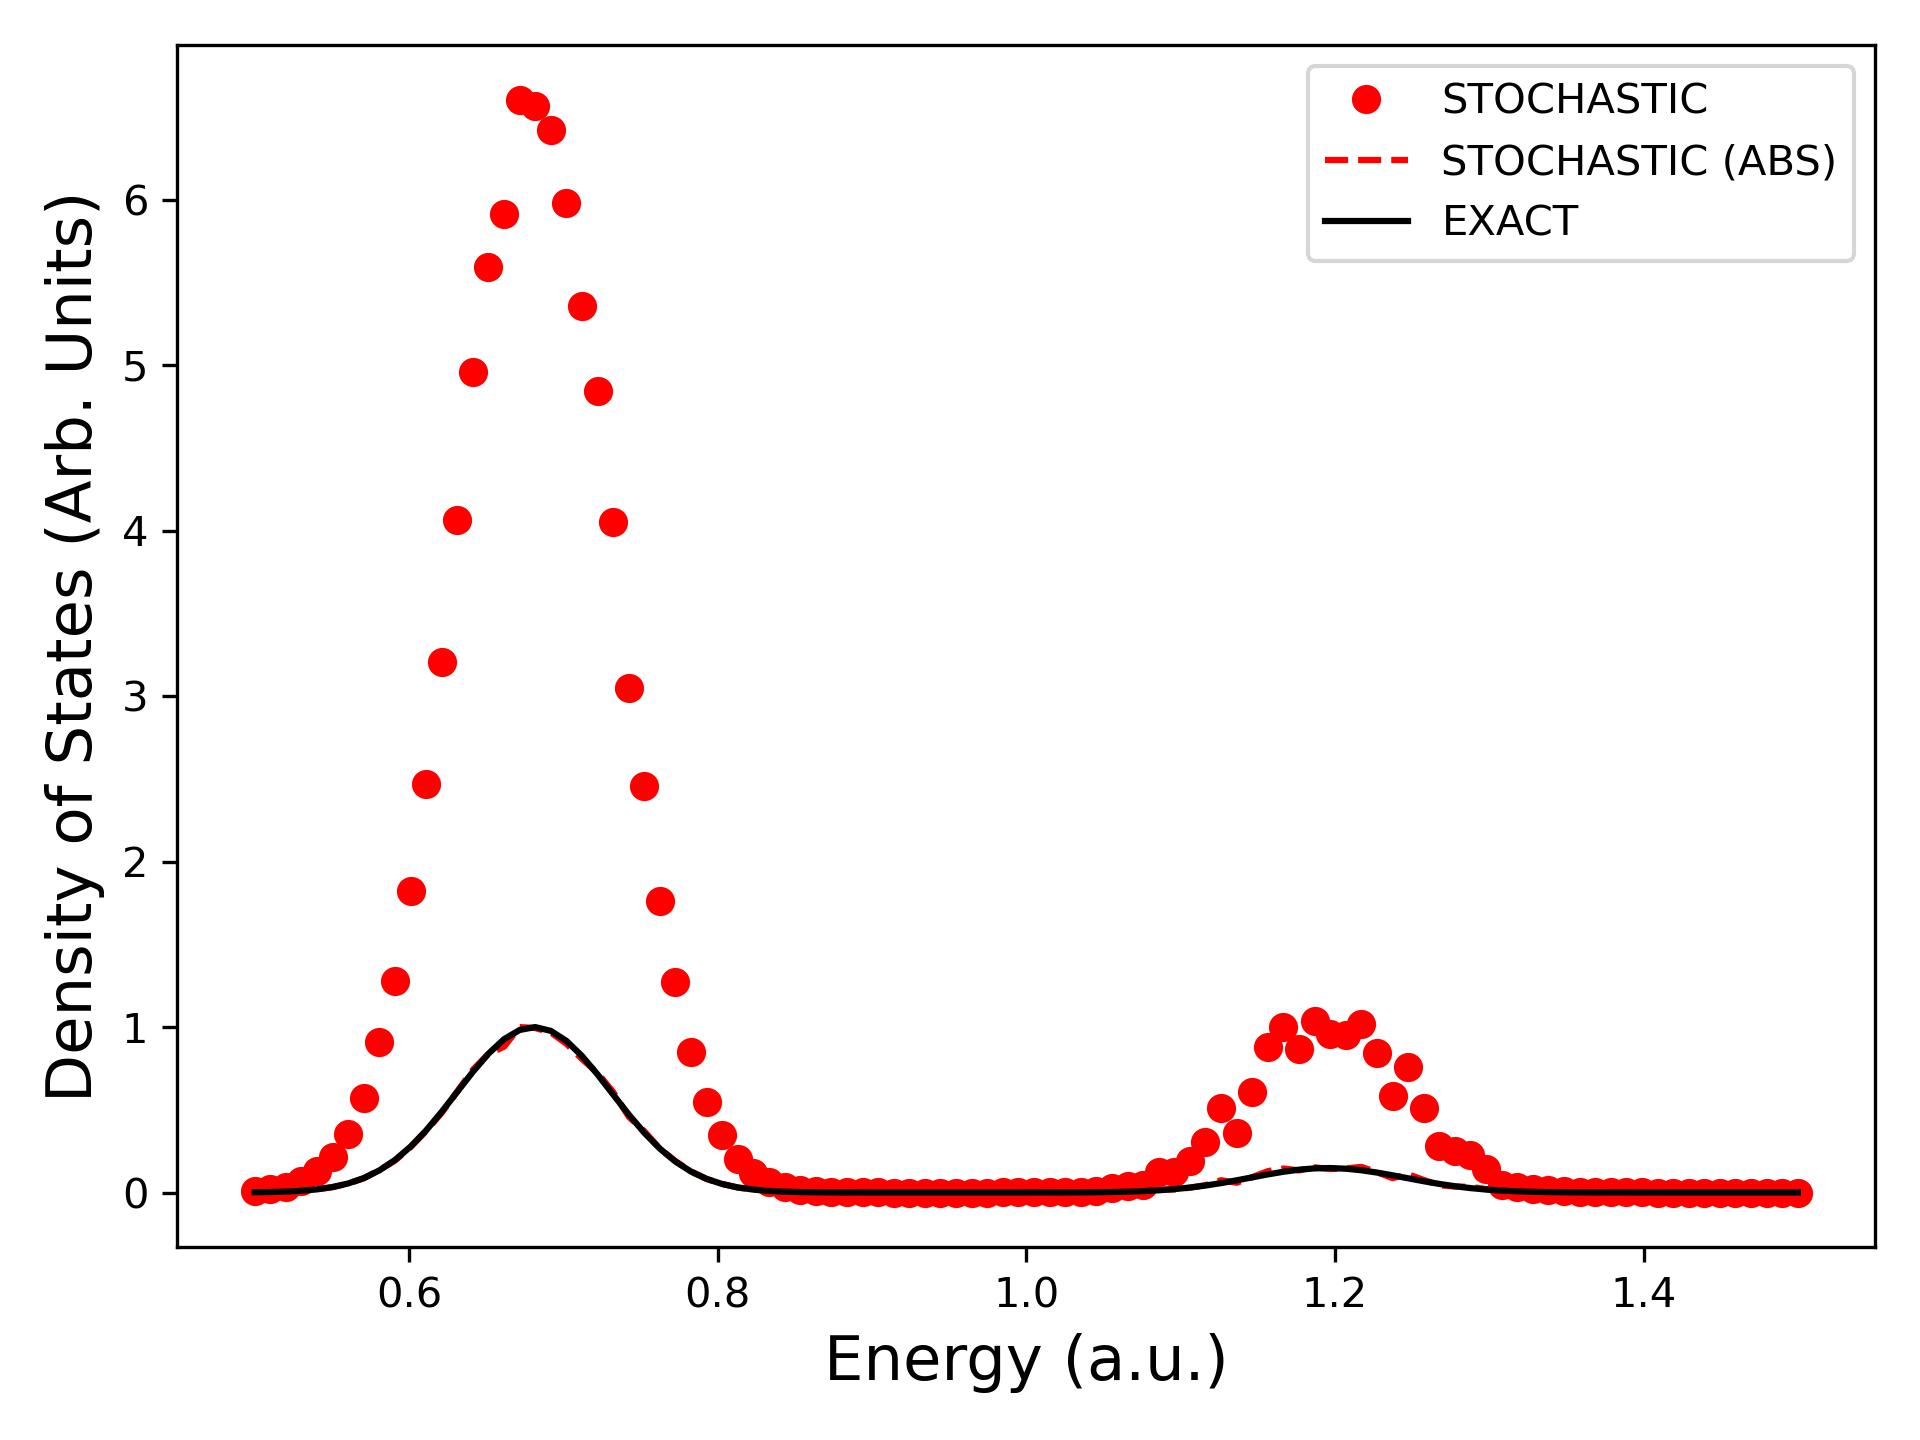 STOCHASTIC
STOCHASTIC (ABS)
EXACT
Density of States (Arb. Units)
6
5
4
3
2
1
0
0.6 0.8 1.0 1.2 1.4
Energy (a.u.)